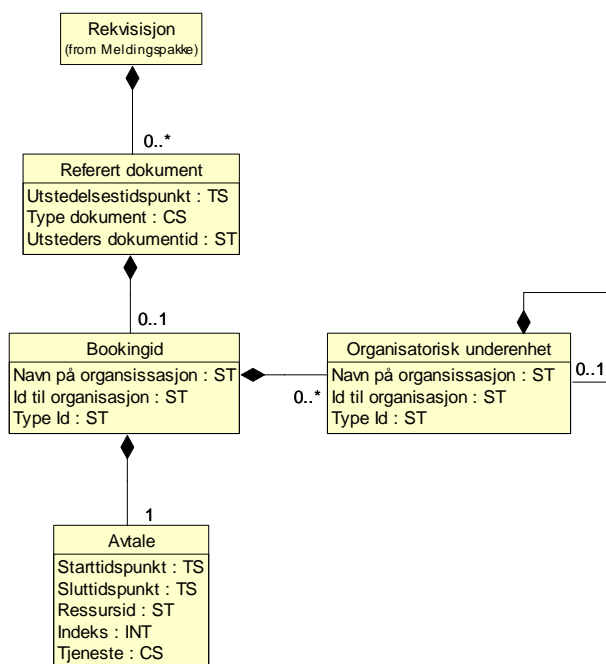 Rekvisisjon
(from Meldingspakke)
0..*
Referert dokument
Utstedelsestidspunkt : TS
Type dokument : CS
Utsteders dokumentid : ST
0..1
Bookingid
Navn på organsissasjon : ST
Id til organisasjon : ST
Type Id : ST
0..*
Organisatorisk underenhet
Navn på organsissasjon : ST
Id til organisasjon : ST
Type Id : ST
0..1
1
Avtale
Starttidspunkt : TS
Sluttidspunkt : TS
Ressursid : ST
Indeks : INT
Tjeneste : CS